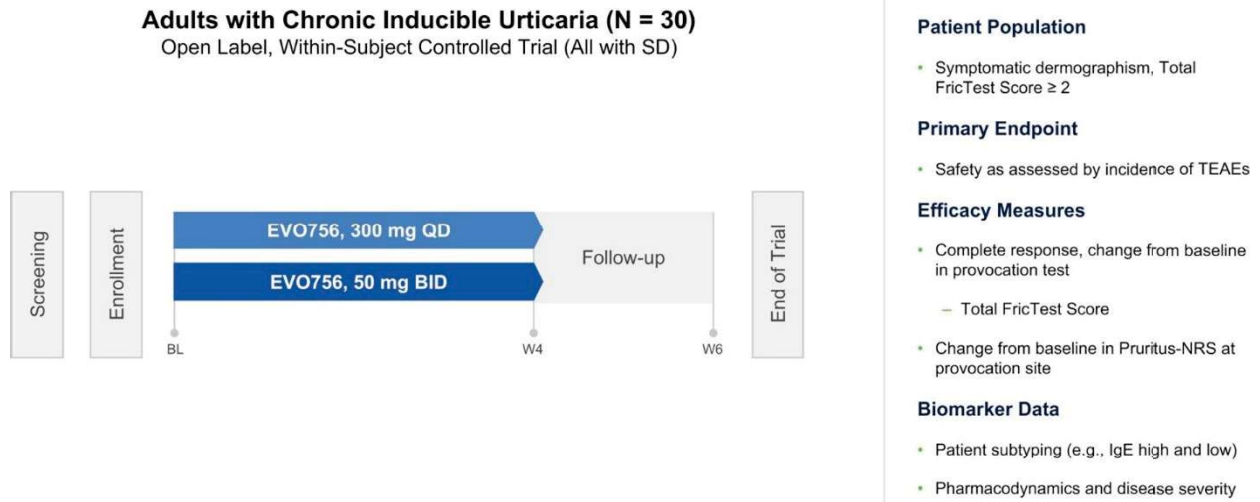 Adults with Chronic Inducible Urticaria (N = 30)
Open Label, Within-Subject Controlled Trial (All with SD)
Screening
Enrollment
EVO756, 300 mg QD
EVO756, 50 mg BID
Follow-up
End of Trial
BL
W4
W6
Patient Population
• Symptomatic dermographism, Total
FricTest Score ≥ 2
Primary Endpoint
• Safety as assessed by incidence of TEAEs
Efficacy Measures
• Complete response, change from baseline
in provocation test
– Total FricTest Score
• Change from baseline in Pruritus-NRS at
provocation site
Biomarker Data
• Patient subtyping (e.g., IgE high and low)
• Pharmacodynamics and disease severity